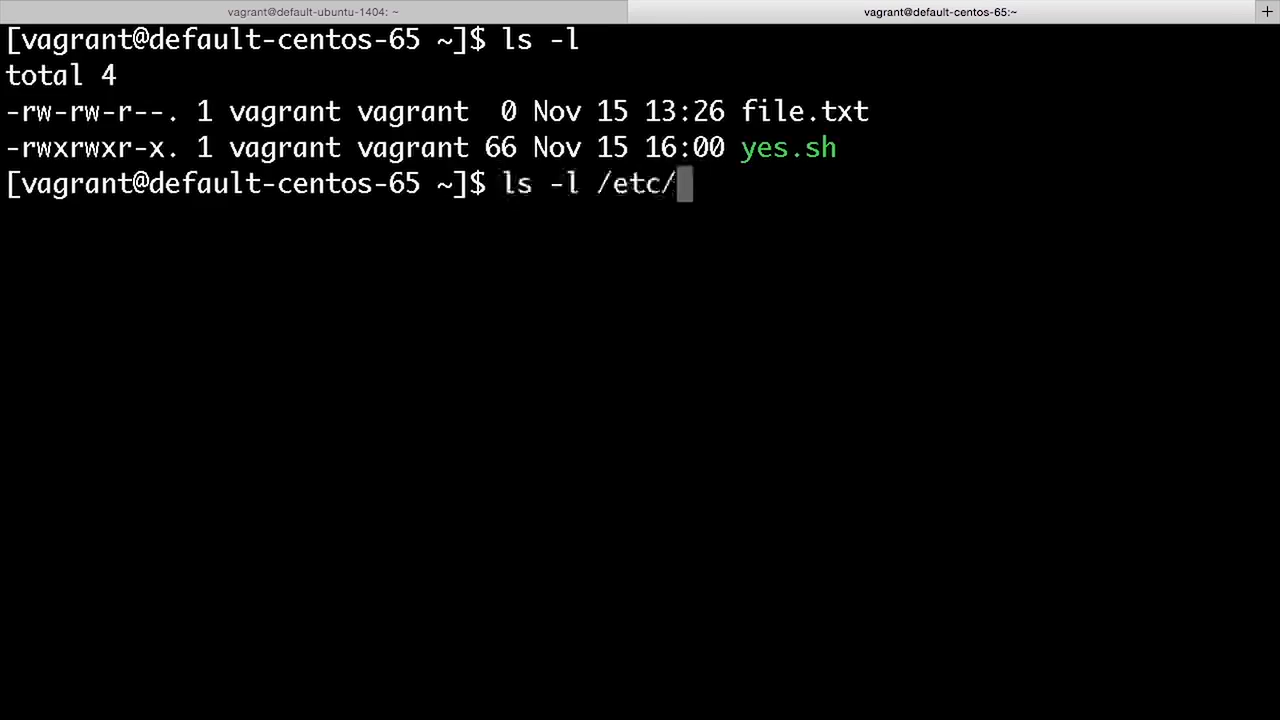 vagrant@default-ubuntu-1404: ~
vagrant@default-centos-65:~
+
[vagrant@default-centos-65 ~]$ ls -l
total 4
-rw-rw-r--. 1 vagrant vagrant  0 Nov 15 13:26 file.txt
-rwxrwxr-x. 1 vagrant vagrant 66 Nov 15 16:00 yes.sh
[vagrant@default-centos-65 ~]$ ls -l /etc/